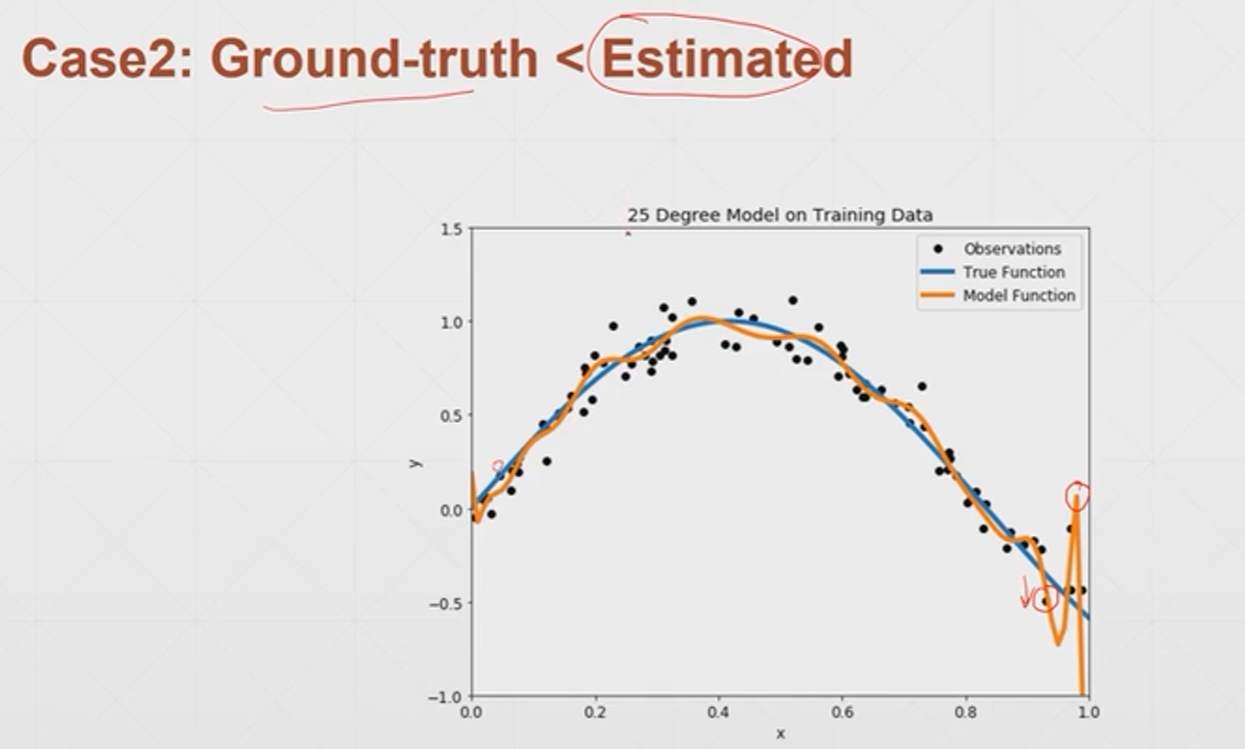 Case2: Ground-truth < Estimated
25 Degree Model on Training Data
Observations
True Function
Model Function
1.5
1.0
0.5
0.0
−0.5
−1.0
y
0.0 0.2 0.4 0.6 0.8 1.0
x